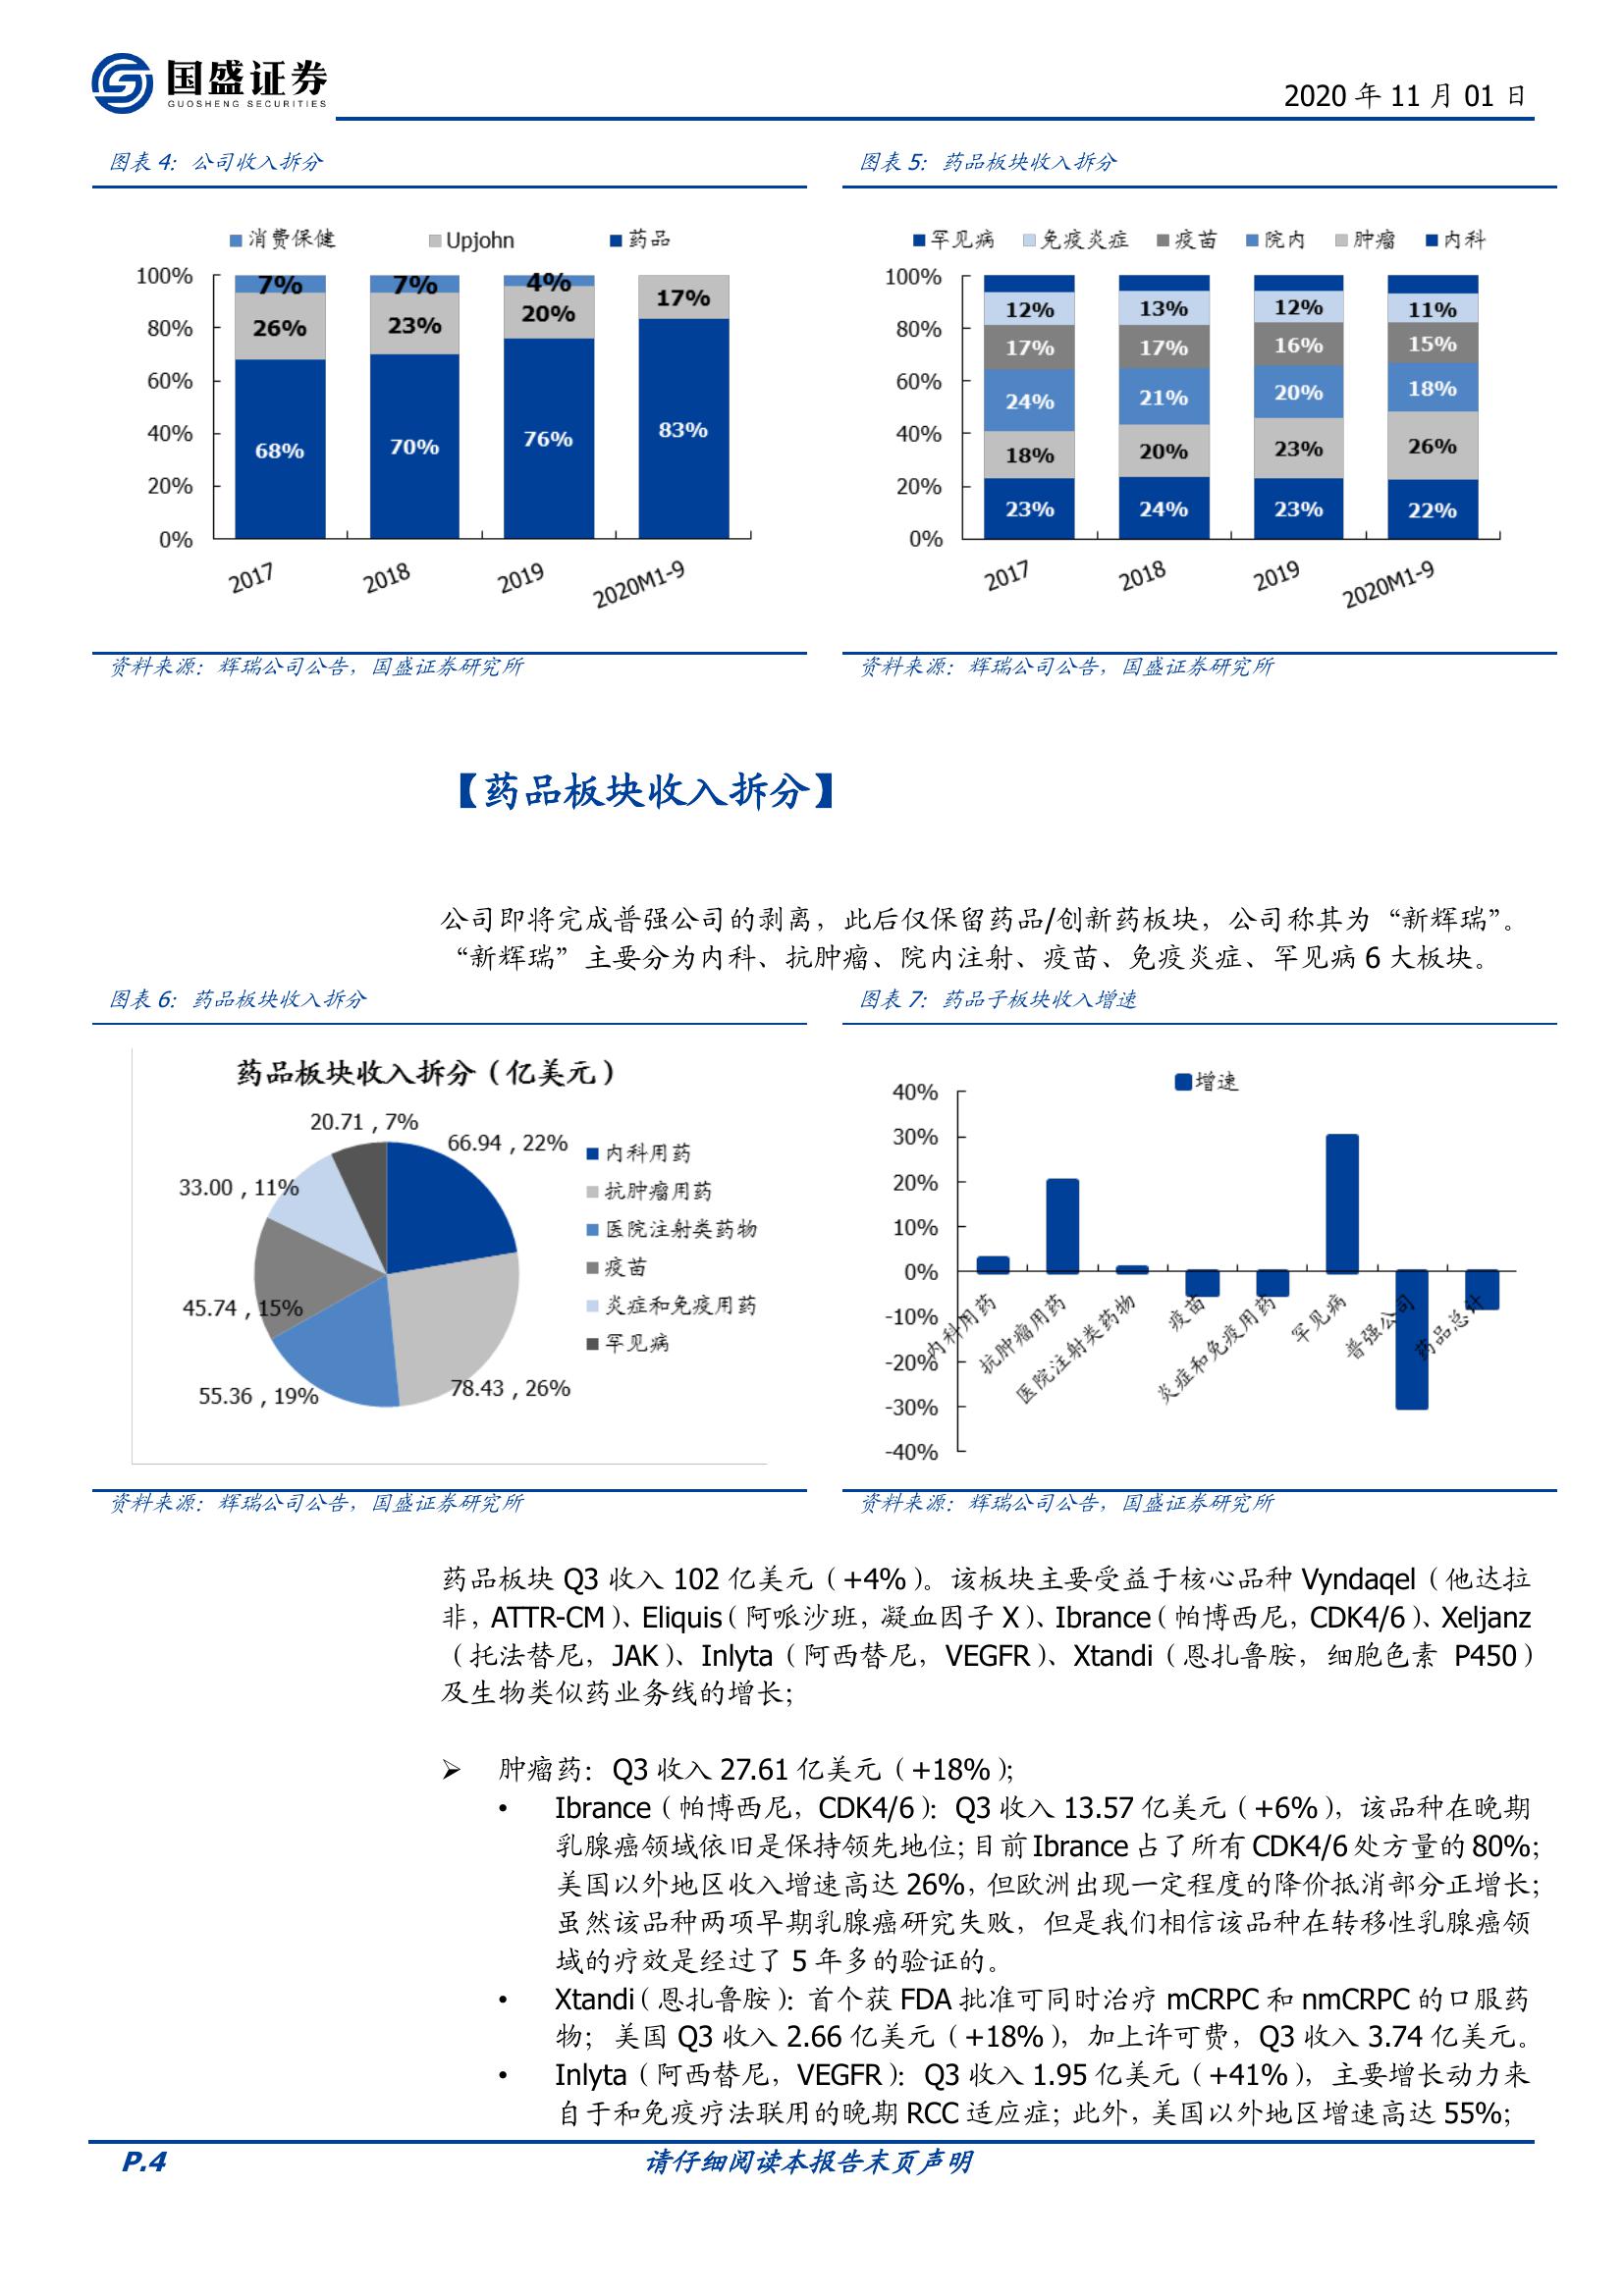 国盛证券
GUOSHENG SECURITIES
2020 年 11 月 01 日
图表 4：公司收入拆分
消费保健 Upjohn 药品
100%
80%
60%
40%
20%
0%
7% 7% 4%
26% 23% 20% 17%
68% 70% 76% 83%
2017 2018 2019 2020M1-9
资料来源：辉瑞公司公告，国盛证券研究所
图表 5：药品板块收入拆分
罕见病 免疫炎症 疫苗 院内 肿瘤 内科
100%
80%
60%
40%
20%
0%
12% 13% 12% 11%
17% 17% 16% 15%
24% 21% 20% 18%
18% 20% 23% 26%
23% 24% 23% 22%
2017 2018 2019 2020M1-9
资料来源：辉瑞公司公告，国盛证券研究所
【药品板块收入拆分】
公司即将完成普强公司的剥离，此后仅保留药品/创新药板块，公司称其为“新辉瑞”。
“新辉瑞”主要分为内科、抗肿瘤、院内注射、疫苗、免疫炎症、罕见病 6 大板块。
图表 6：药品板块收入拆分
药品板块收入拆分（亿美元）
20.71 , 7%
66.94 , 22%
33.00 , 11%
45.74 , 15%
55.36 , 19%
78.43 , 26%
内科用药
抗肿瘤用药
医院注射类药物
疫苗
炎症和免疫用药
罕见病
资料来源：辉瑞公司公告，国盛证券研究所
图表 7：药品子板块收入增速
增速
40%
30%
20%
10%
0%
-10%
-20%
-30%
-40%
内科用药 抗肿瘤用药 医院注射类药物 疫苗 炎症和免疫用药 罕见病 普强公司 药品总计
资料来源：辉瑞公司公告，国盛证券研究所
药品板块 Q3 收入 102 亿美元（+4%）。该板块主要受益于核心品种 Vyndaqel（他达拉
非，ATTR-CM）、Eliquis（阿哌沙班，凝血因子 X）、Ibrance（帕博西尼，CDK4/6）、Xeljanz
（托法替尼，JAK）、Inlyta（阿西替尼，VEGFR）、Xtandi（恩扎鲁胺，细胞色素 P450）
及生物类似药业务线的增长；
➢ 肿瘤药：Q3 收入 27.61 亿美元（+18%）；
• Ibrance（帕博西尼，CDK4/6）：Q3 收入 13.57 亿美元（+6%），该品种在晚期
乳腺癌领域依旧是保持领先地位；目前 Ibrance 占了所有 CDK4/6 处方量的 80%；
美国以外地区收入增速高达 26%，但欧洲出现一定程度的降价抵消部分正增长；
虽然该品种两项早期乳腺癌研究失败，但是我们相信该品种在转移性乳腺癌领
域的疗效是经过了 5 年多的验证的。
• Xtandi（恩扎鲁胺）：首个获 FDA 批准可同时治疗 mCRPC 和 nmCRPC 的口服药
物；美国 Q3 收入 2.66 亿美元（+18%），加上许可费，Q3 收入 3.74 亿美元。
• Inlyta（阿西替尼，VEGFR）：Q3 收入 1.95 亿美元（+41%），主要增长动力来
自于和免疫疗法联用的晚期 RCC 适应症；此外，美国以外地区增速高达 55%；
P.4
请仔细阅读本报告末页声明